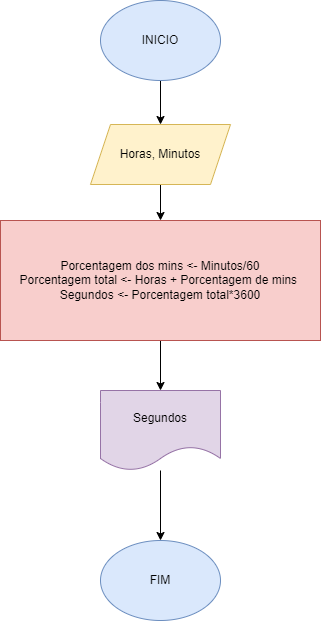 INICIO
Horas, Minutos
Porcentagem dos mins <- Minutos/60
Porcentagem total <- Horas + Porcentagem de mins
Segundos <- Porcentagem total*3600
Segundos
FIM